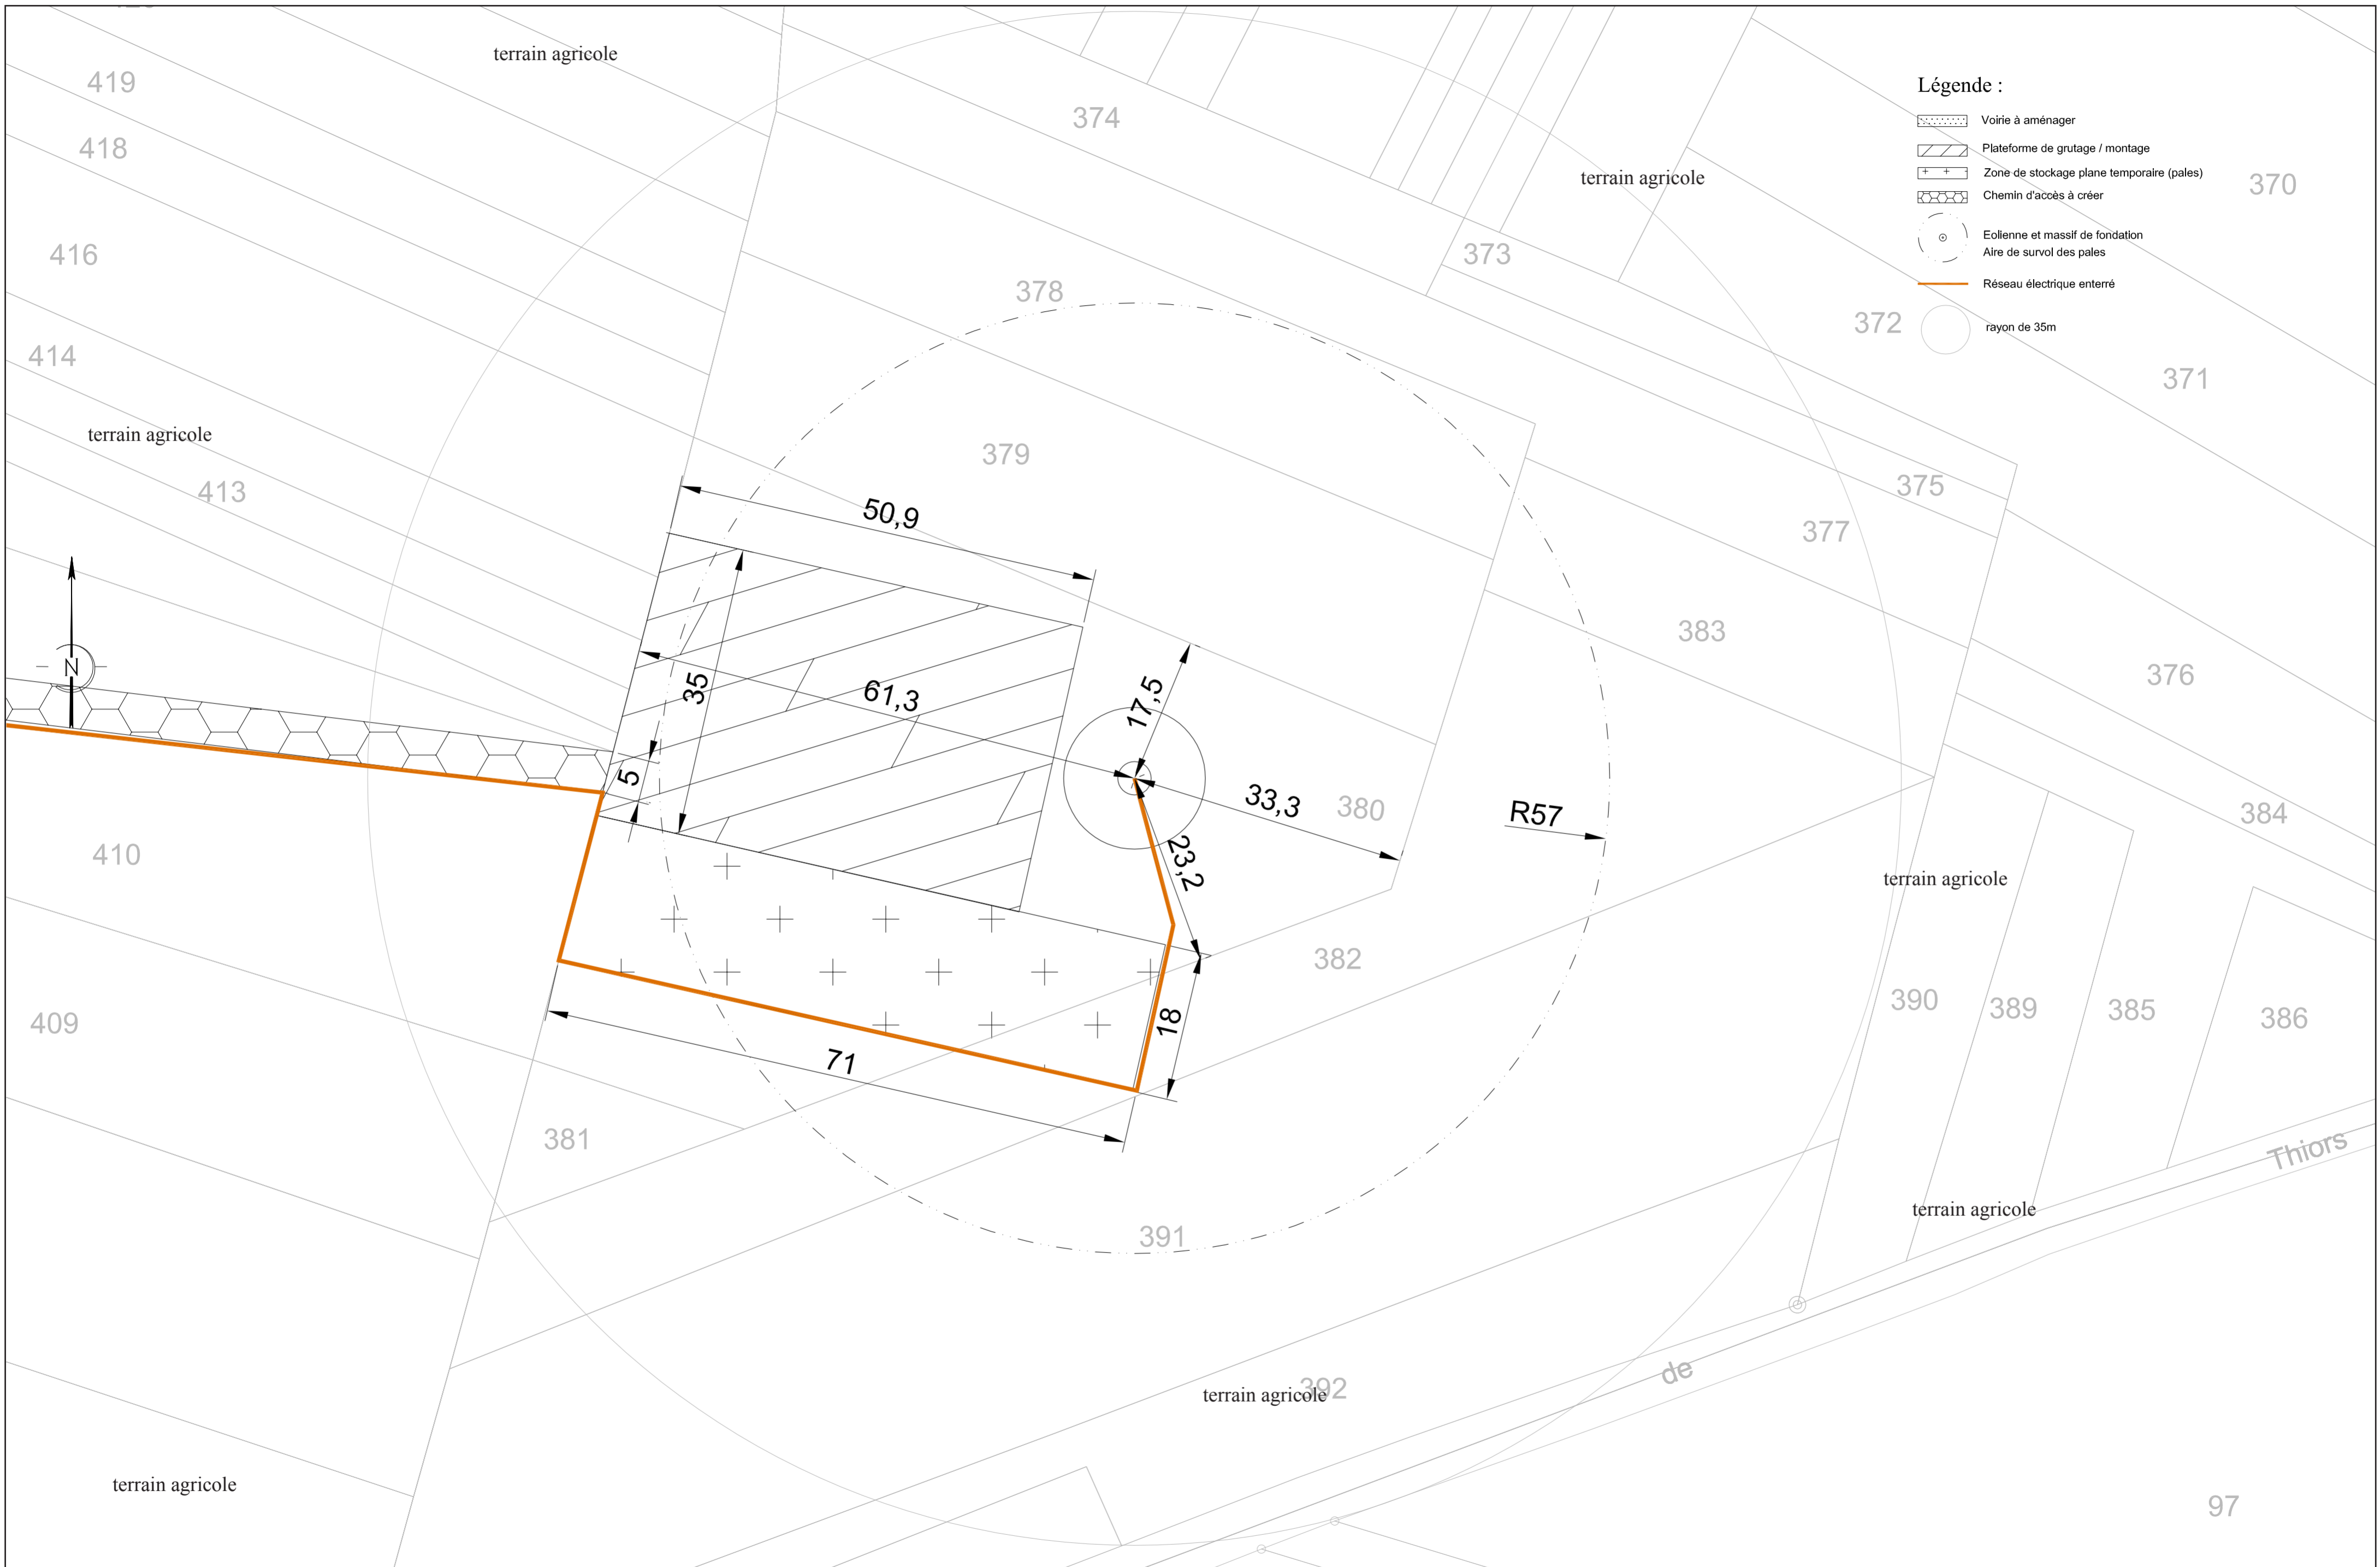 terrain agricole
419
418
416
414
terrain agricole
413
N
410
409
381
terrain agricole
374
terrain agricole
373
378
379
50,9
35
61,3
17,5
5
33,3
380
R57
23,2
18
71
382
391
392
terrain agricole
Légende :
Voirie à aménager
Plateforme de grutage / montage
Zone de stockage plane temporaire (pales)
Chemin d'accès à créer
Eolienne et massif de fondation
Aire de survol des pales
Réseau électrique enterré
rayon de 35m
370
372
371
375
377
383
376
384
terrain agricole
390
389
385
386
Thiors
terrain agricole
de
97